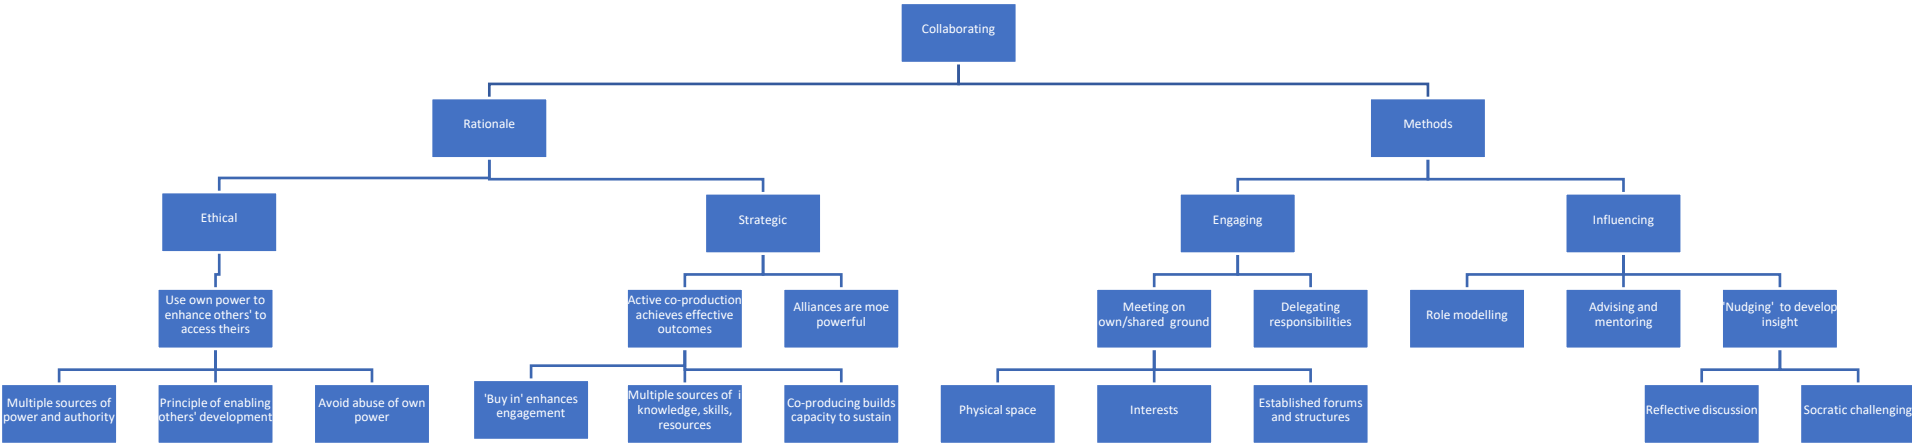 Collaborating
Rationale
Methods
Ethical
Strategic
Engaging
Influencing
Use own power to
enhance others' to
access theirs
Active co-production
achieves effective
outcomes
Alliances are moe
powerful
Meeting on
own/shared ground
Delegating
responsibilities
Role modelling
Advising and
mentoring
'Nudging' to develop
insight
Multiple sources of
power and authority
Principle of enabling
others' development
Avoid abuse of own
power
'Buy in' enhances
engagement
Multiple sources of i
knowledge, skills,
resources
Co-producing builds
capacity to sustain
Physical space
Interests
Established forums
and structures
Reflective discussion
Socratic challenging